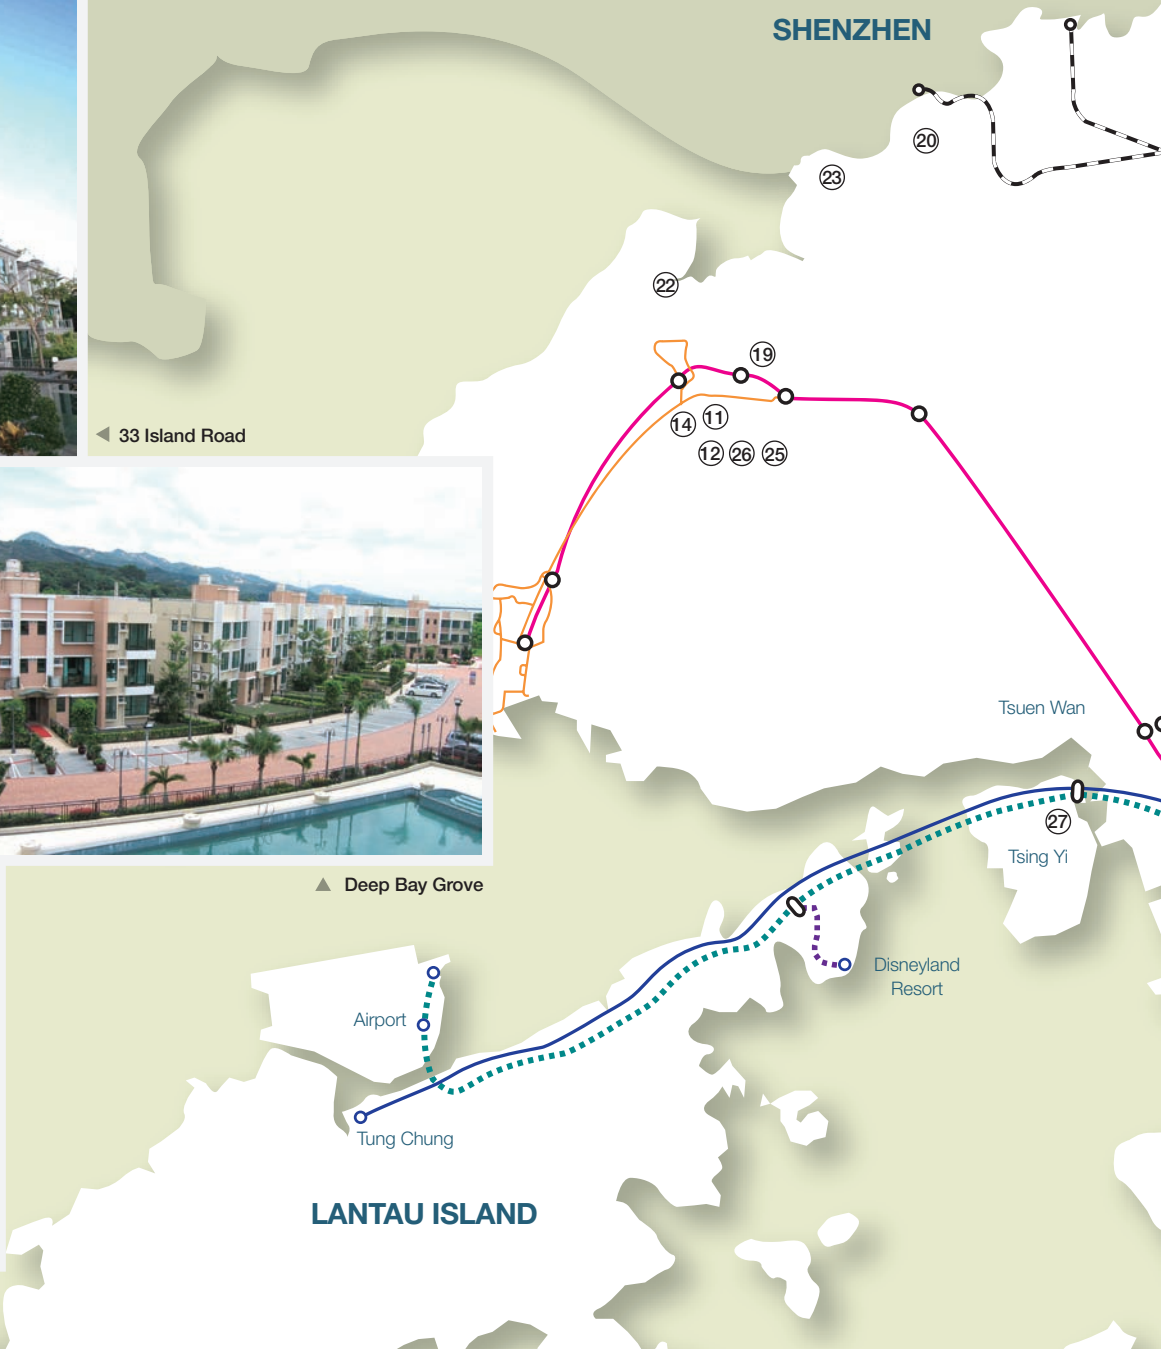 SHENZHEN
20
23
22
19
14
11
12
26
25
33 Island Road
Tsuen Wan
27
Tsing Yi
Deep Bay Grove
Disneyland
Resort
Airport
Tung Chung
LANTAU ISLAND